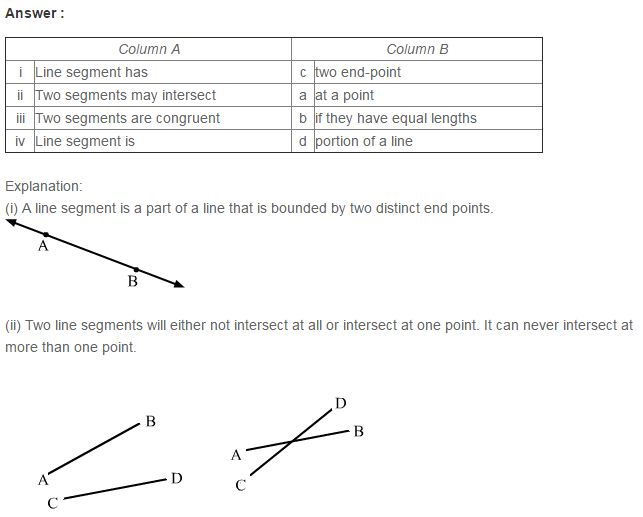 Answer :
Column A Column B
i Line segment has c two end-point
ii Two segments may intersect a at a point
iii Two segments are congruent b if they have equal lengths
iv Line segment is d portion of a line
Explanation:
(i) A line segment is a part of a line that is bounded by two distinct end points.
A
B
(ii) Two line segments will either not intersect at all or intersect at one point. It can never intersect at
more than one point.
B
A
C
D
D
B
A
C